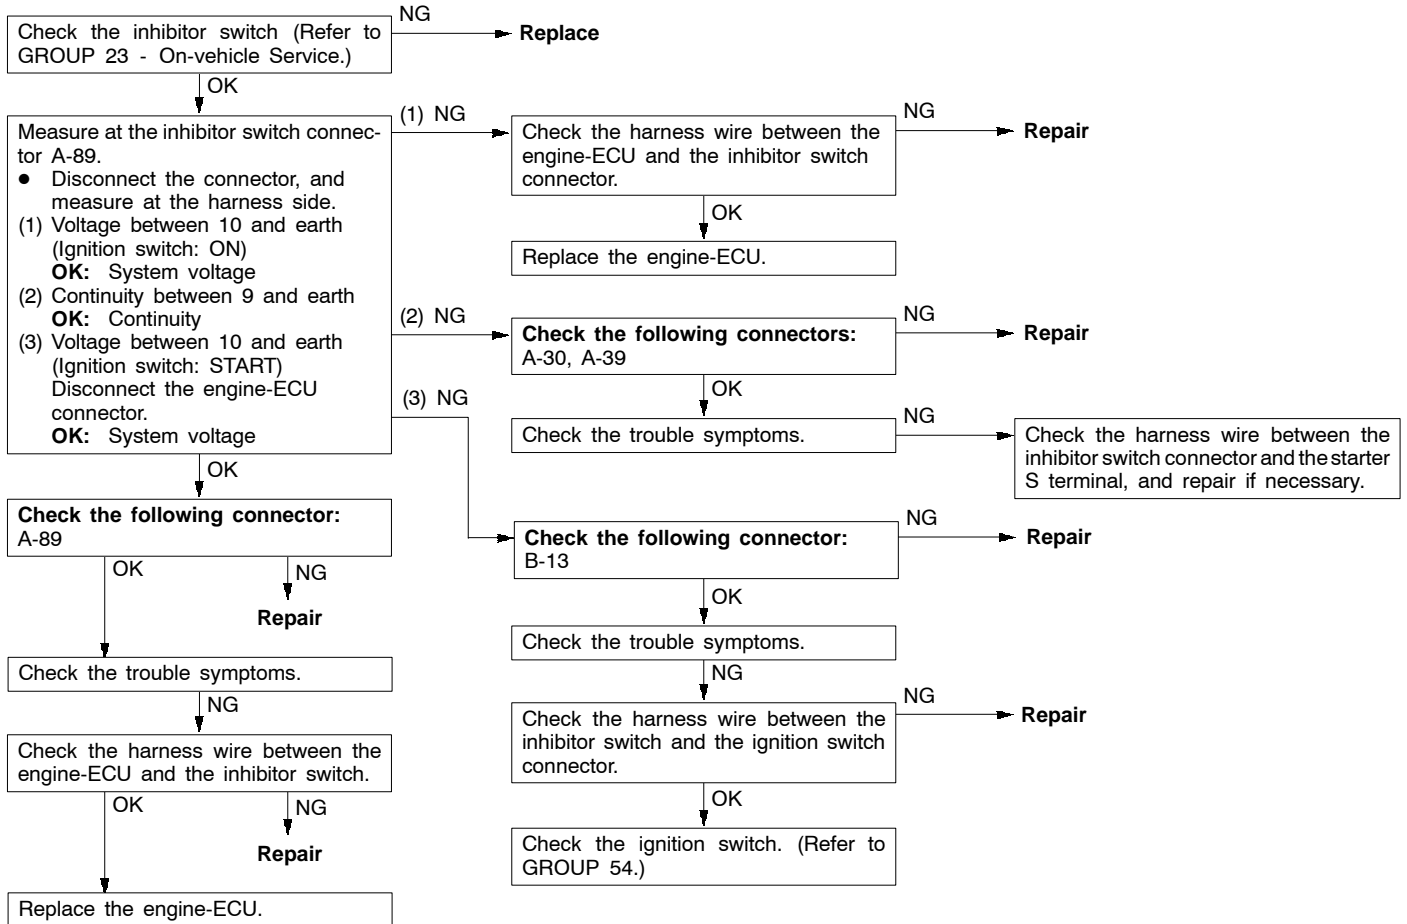 Check the inhibitor switch (Refer to
GROUP 23 - On-vehicle Service.)
NG
Replace
OK
Measure at the inhibitor switch connec-
tor A-89.
● Disconnect the connector, and
measure at the harness side.
(1) Voltage between 10 and earth
(Ignition switch: ON)
OK: System voltage
(2) Continuity between 9 and earth
OK: Continuity
(3) Voltage between 10 and earth
(Ignition switch: START)
Disconnect the engine-ECU
connector.
OK: System voltage
(1) NG
Check the harness wire between the
engine-ECU and the inhibitor switch
connector.
NG
Repair
OK
Replace the engine-ECU.
(2) NG
Check the following connectors:
A-30, A-39
NG
Repair
OK
Check the trouble symptoms.
NG
Check the harness wire between the
inhibitor switch connector and the starter
S terminal, and repair if necessary.
(3) NG
Check the following connector:
B-13
NG
Repair
OK
Check the trouble symptoms.
NG
Check the harness wire between the
inhibitor switch and the ignition switch
connector.
NG
Repair
OK
Check the ignition switch. (Refer to
GROUP 54.)
OK
Check the following connector:
A-89
OK
NG
Repair
Check the trouble symptoms.
NG
Check the harness wire between the
engine-ECU and the inhibitor switch.
OK
NG
Repair
Replace the engine-ECU.